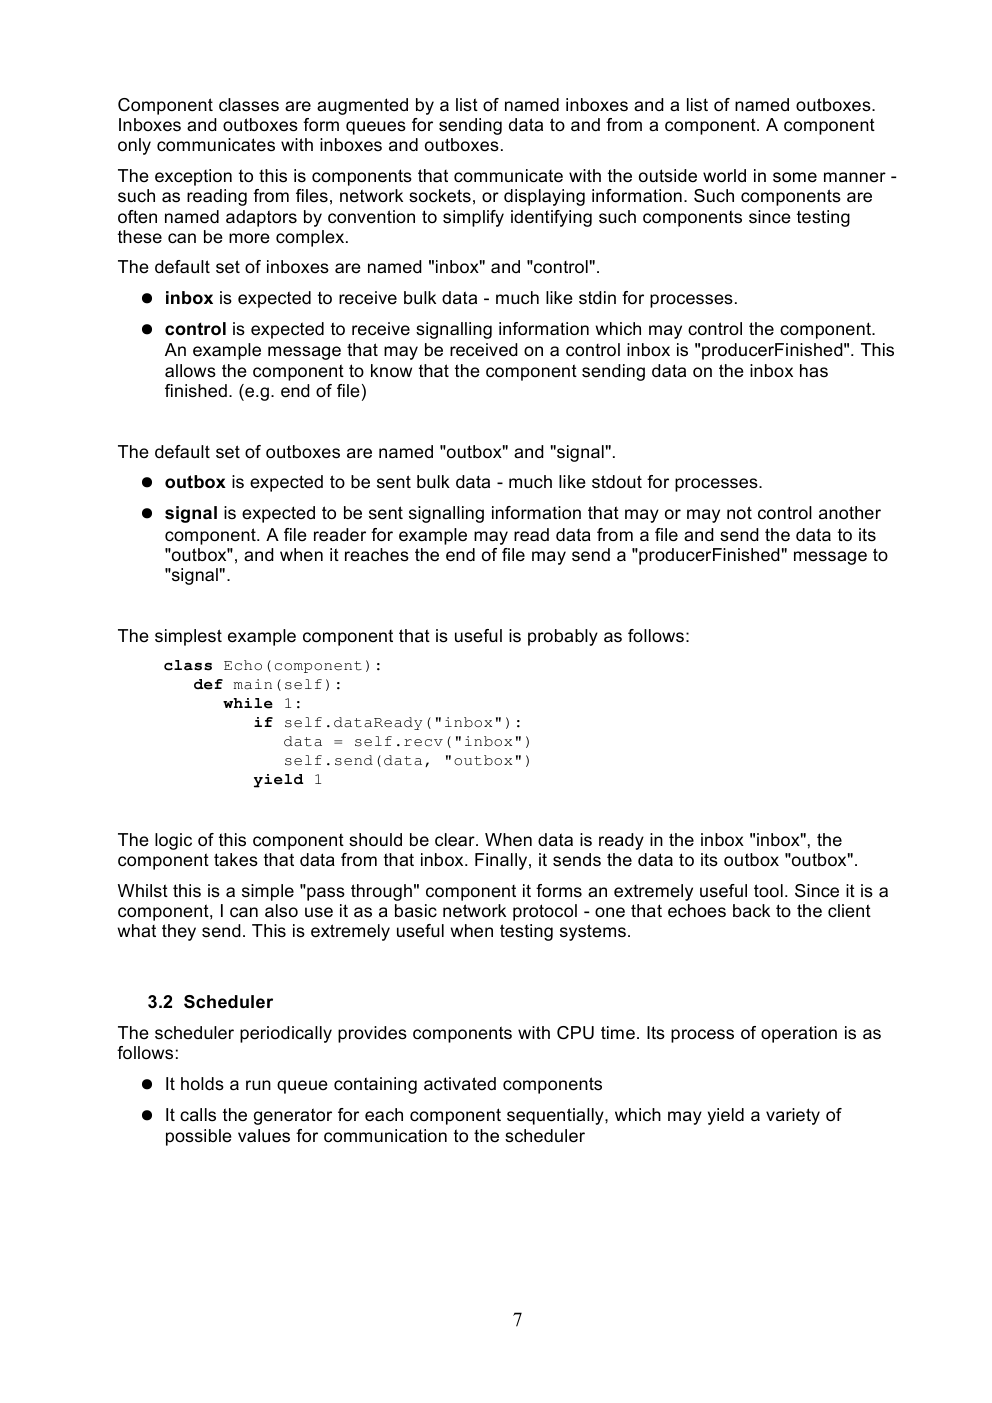 Component classes are augmented by a list of named inboxes and a list of named outboxes.
Inboxes and outboxes form queues for sending data to and from a component. A component
only communicates with inboxes and outboxes.
The exception to this is components that communicate with the outside world in some manner -
such as reading from files, network sockets, or displaying information. Such components are
often named adaptors by convention to simplify identifying such components since testing
these can be more complex.
The default set of inboxes are named "inbox" and "control".
● inbox is expected to receive bulk data - much like stdin for processes.
● control is expected to receive signalling information which may control the component.
An example message that may be received on a control inbox is "producerFinished". This
allows the component to know that the component sending data on the inbox has
finished. (e.g. end of file)
The default set of outboxes are named "outbox" and "signal".
● outbox is expected to be sent bulk data - much like stdout for processes.
● signal is expected to be sent signalling information that may or may not control another
component. A file reader for example may read data from a file and send the data to its
"outbox", and when it reaches the end of file may send a "producerFinished" message to
"signal".
The simplest example component that is useful is probably as follows:
class Echo(component):
   def main(self):
      while 1:
         if self.dataReady("inbox"):
            data = self.recv("inbox")
            self.send(data, "outbox")
         yield 1
The logic of this component should be clear. When data is ready in the inbox "inbox", the
component takes that data from that inbox. Finally, it sends the data to its outbox "outbox".
Whilst this is a simple "pass through" component it forms an extremely useful tool. Since it is a
component, I can also use it as a basic network protocol - one that echoes back to the client
what they send. This is extremely useful when testing systems.
3.2 Scheduler
The scheduler periodically provides components with CPU time. Its process of operation is as
follows:
● It holds a run queue containing activated components
● It calls the generator for each component sequentially, which may yield a variety of
possible values for communication to the scheduler
7